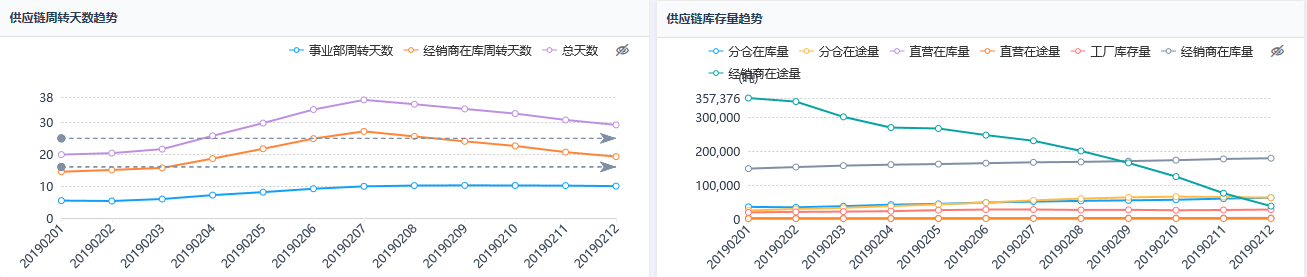 供应链周转天数趋势
事业部周转天数 经销商在库周转天数 总天数
38
30
20
10
0
20190201 20190202 20190203 20190204 20190205 20190206 20190207 20190208 20190209 20190210 20190211 20190212
供应链库存量趋势
分仓在库量 分仓在途量 直营在库量 直营在途量 工厂库存量 经销商在库量
经销商在途量
357,376
300,000
200,000
100,000
0
20190201 20190202 20190203 20190204 20190205 20190206 20190207 20190208 20190209 20190210 20190211 20190212